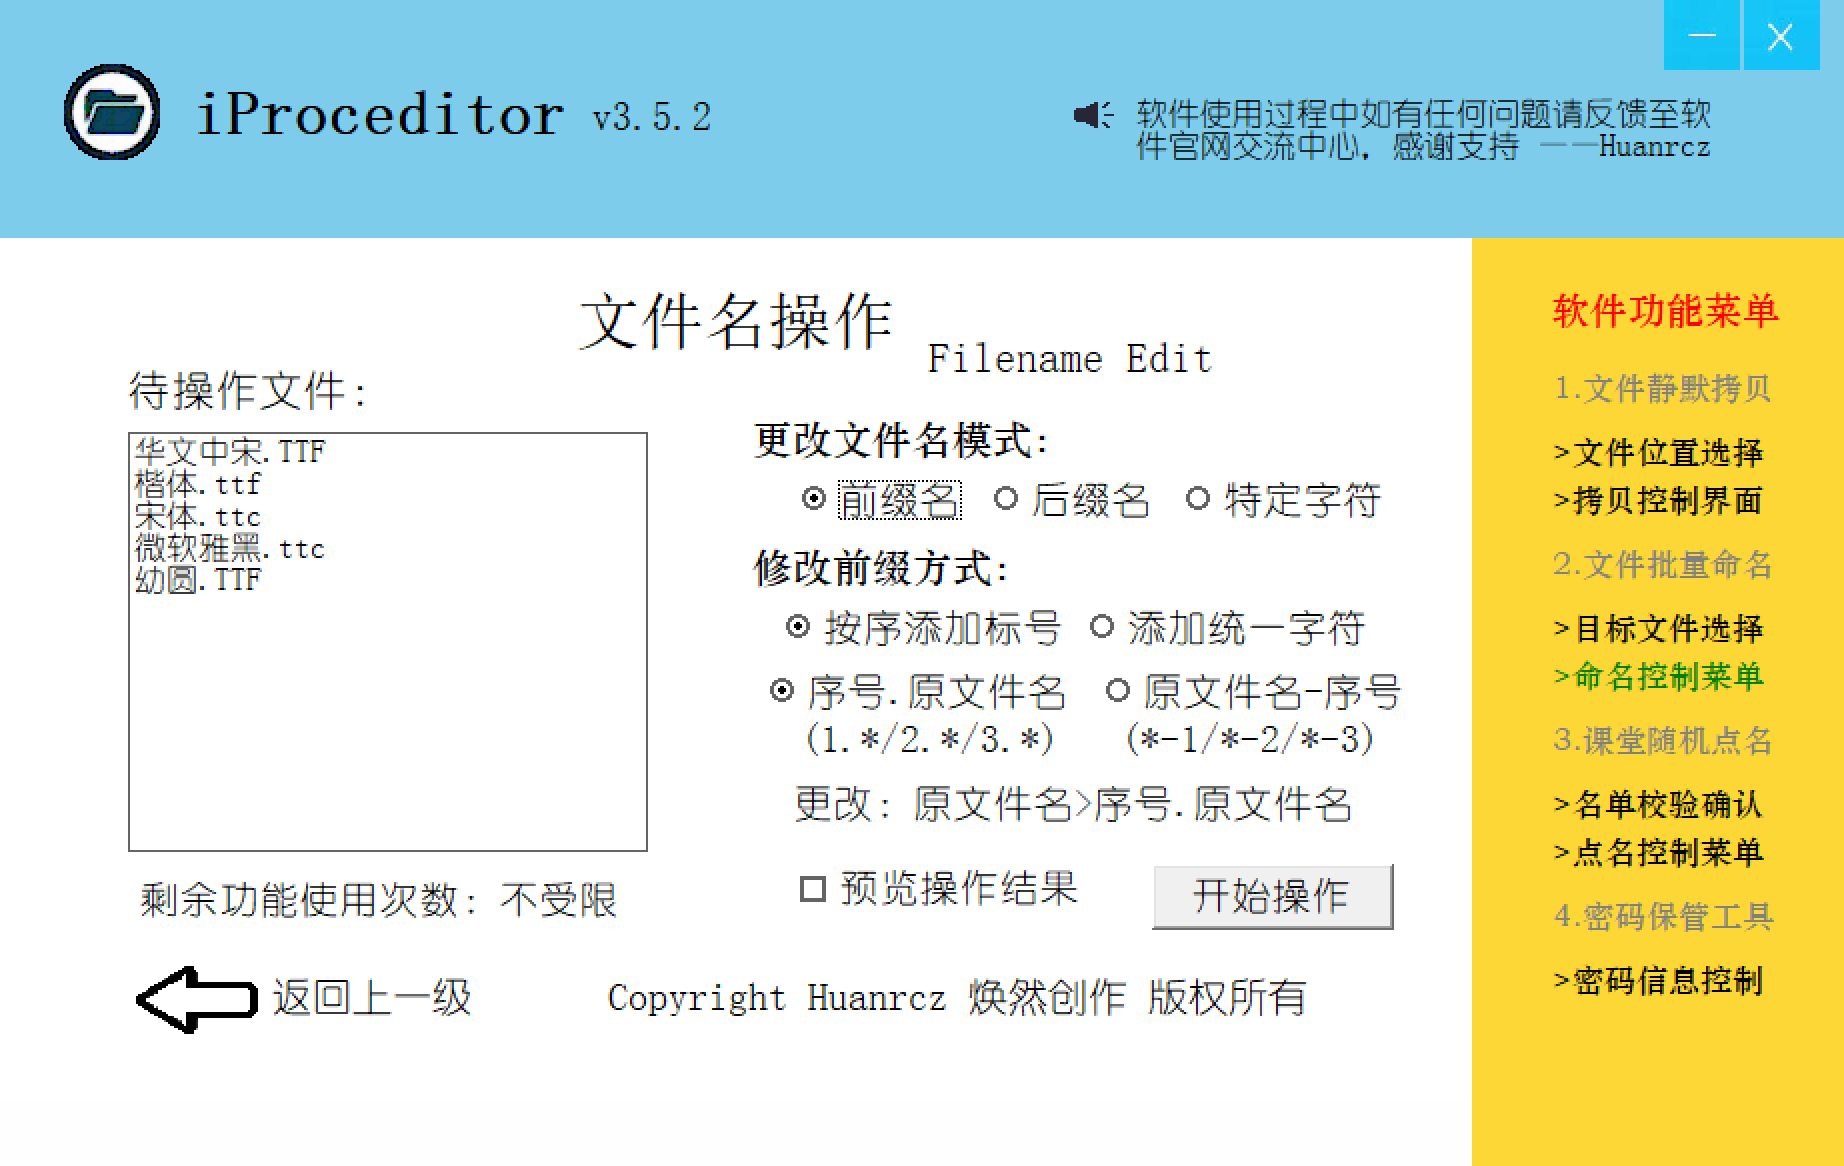 iProceditor v3.5.2
软件使用过程中如有任何问题请反馈至软
件官网交流中心，感谢支持 ——Huanrcz
文件名操作 Filename Edit
待操作文件：
华文中宋.TTF
楷体.ttf
宋体.ttc
微软雅黑.ttc
幼圆.TTF
剩余功能使用次数：不受限
更改文件名模式：
前缀名 后缀名 特定字符
修改前缀方式：
按序添加标号 添加统一字符
序号.原文件名 原文件名-序号
(1.*/2.*/3.*) (*-1/*-2/*-3)
更改：原文件名>序号.原文件名
预览操作结果 开始操作
返回上一级 Copyright Huanrcz 焕然创作 版权所有
软件功能菜单
1.文件静默拷贝
>文件位置选择
>拷贝控制界面
2.文件批量命名
>目标文件选择
>命名控制菜单
3.课堂随机点名
>名单校验确认
>点名控制菜单
4.密码保管工具
>密码信息控制